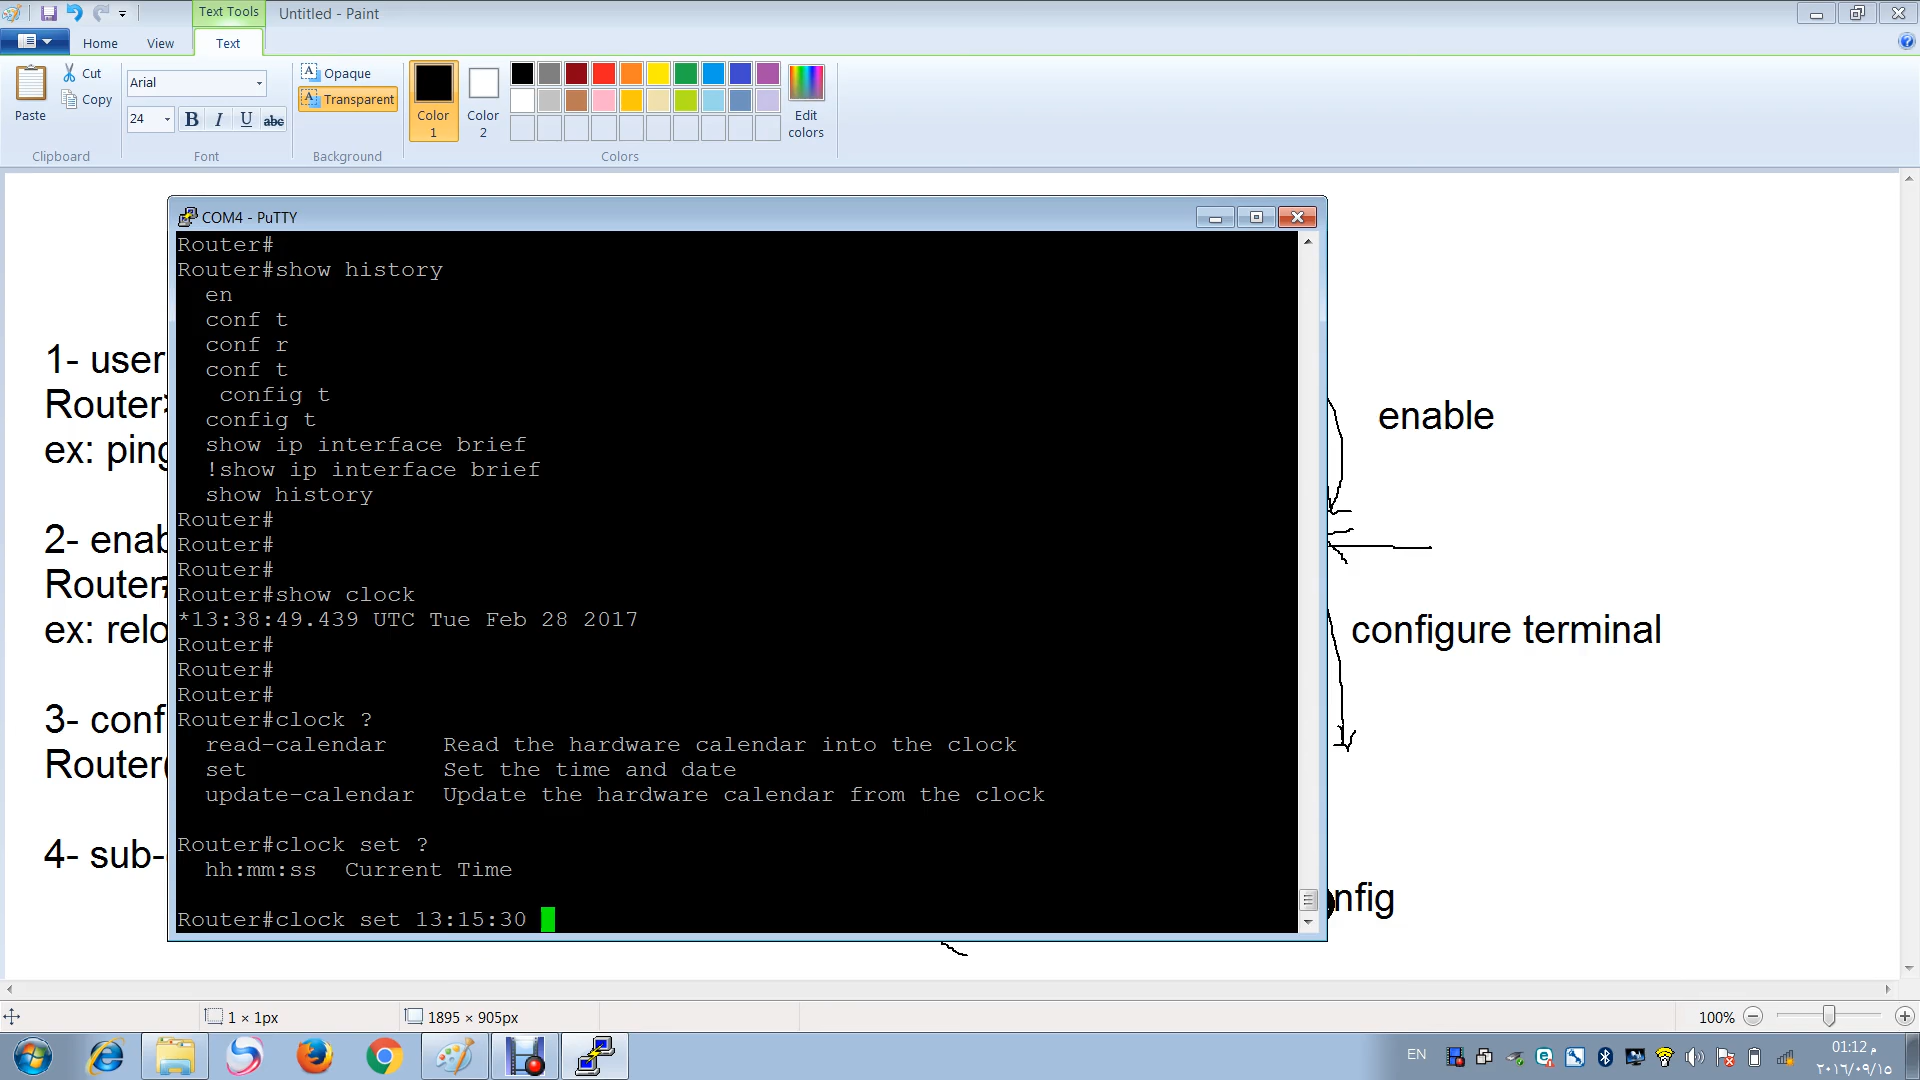 Text Tools
Untitled - Paint
Home
View
Text
Paste
Cut
Copy
Clipboard
Arial
24
B I U abc
Font
Opaque
Transparent
Background
Color 1
Color 2
Edit colors
Colors
COM4 - PuTTY
Router#
Router#show history
en
conf t
conf r
conf t
config t
config t
show ip interface brief
!show ip interface brief
show history
Router#
Router#
Router#
Router#show clock
*13:38:49.439 UTC Tue Feb 28 2017
Router#
Router#
Router#
Router#clock ?
read-calendar Read the hardware calendar into the clock
set Set the time and date
update-calendar Update the hardware calendar from the clock
Router#clock set ?
hh:mm:ss Current Time
Router#clock set 13:15:30
1- user
Router>
ex: ping
2- enab
Router#
ex: relo
3- conf
Router(
4- sub-
enable
configure terminal
nfig
1 × 1px
1895 × 905px
100%
EN
01:12 م
٢٠١٦/٠٩/١٥